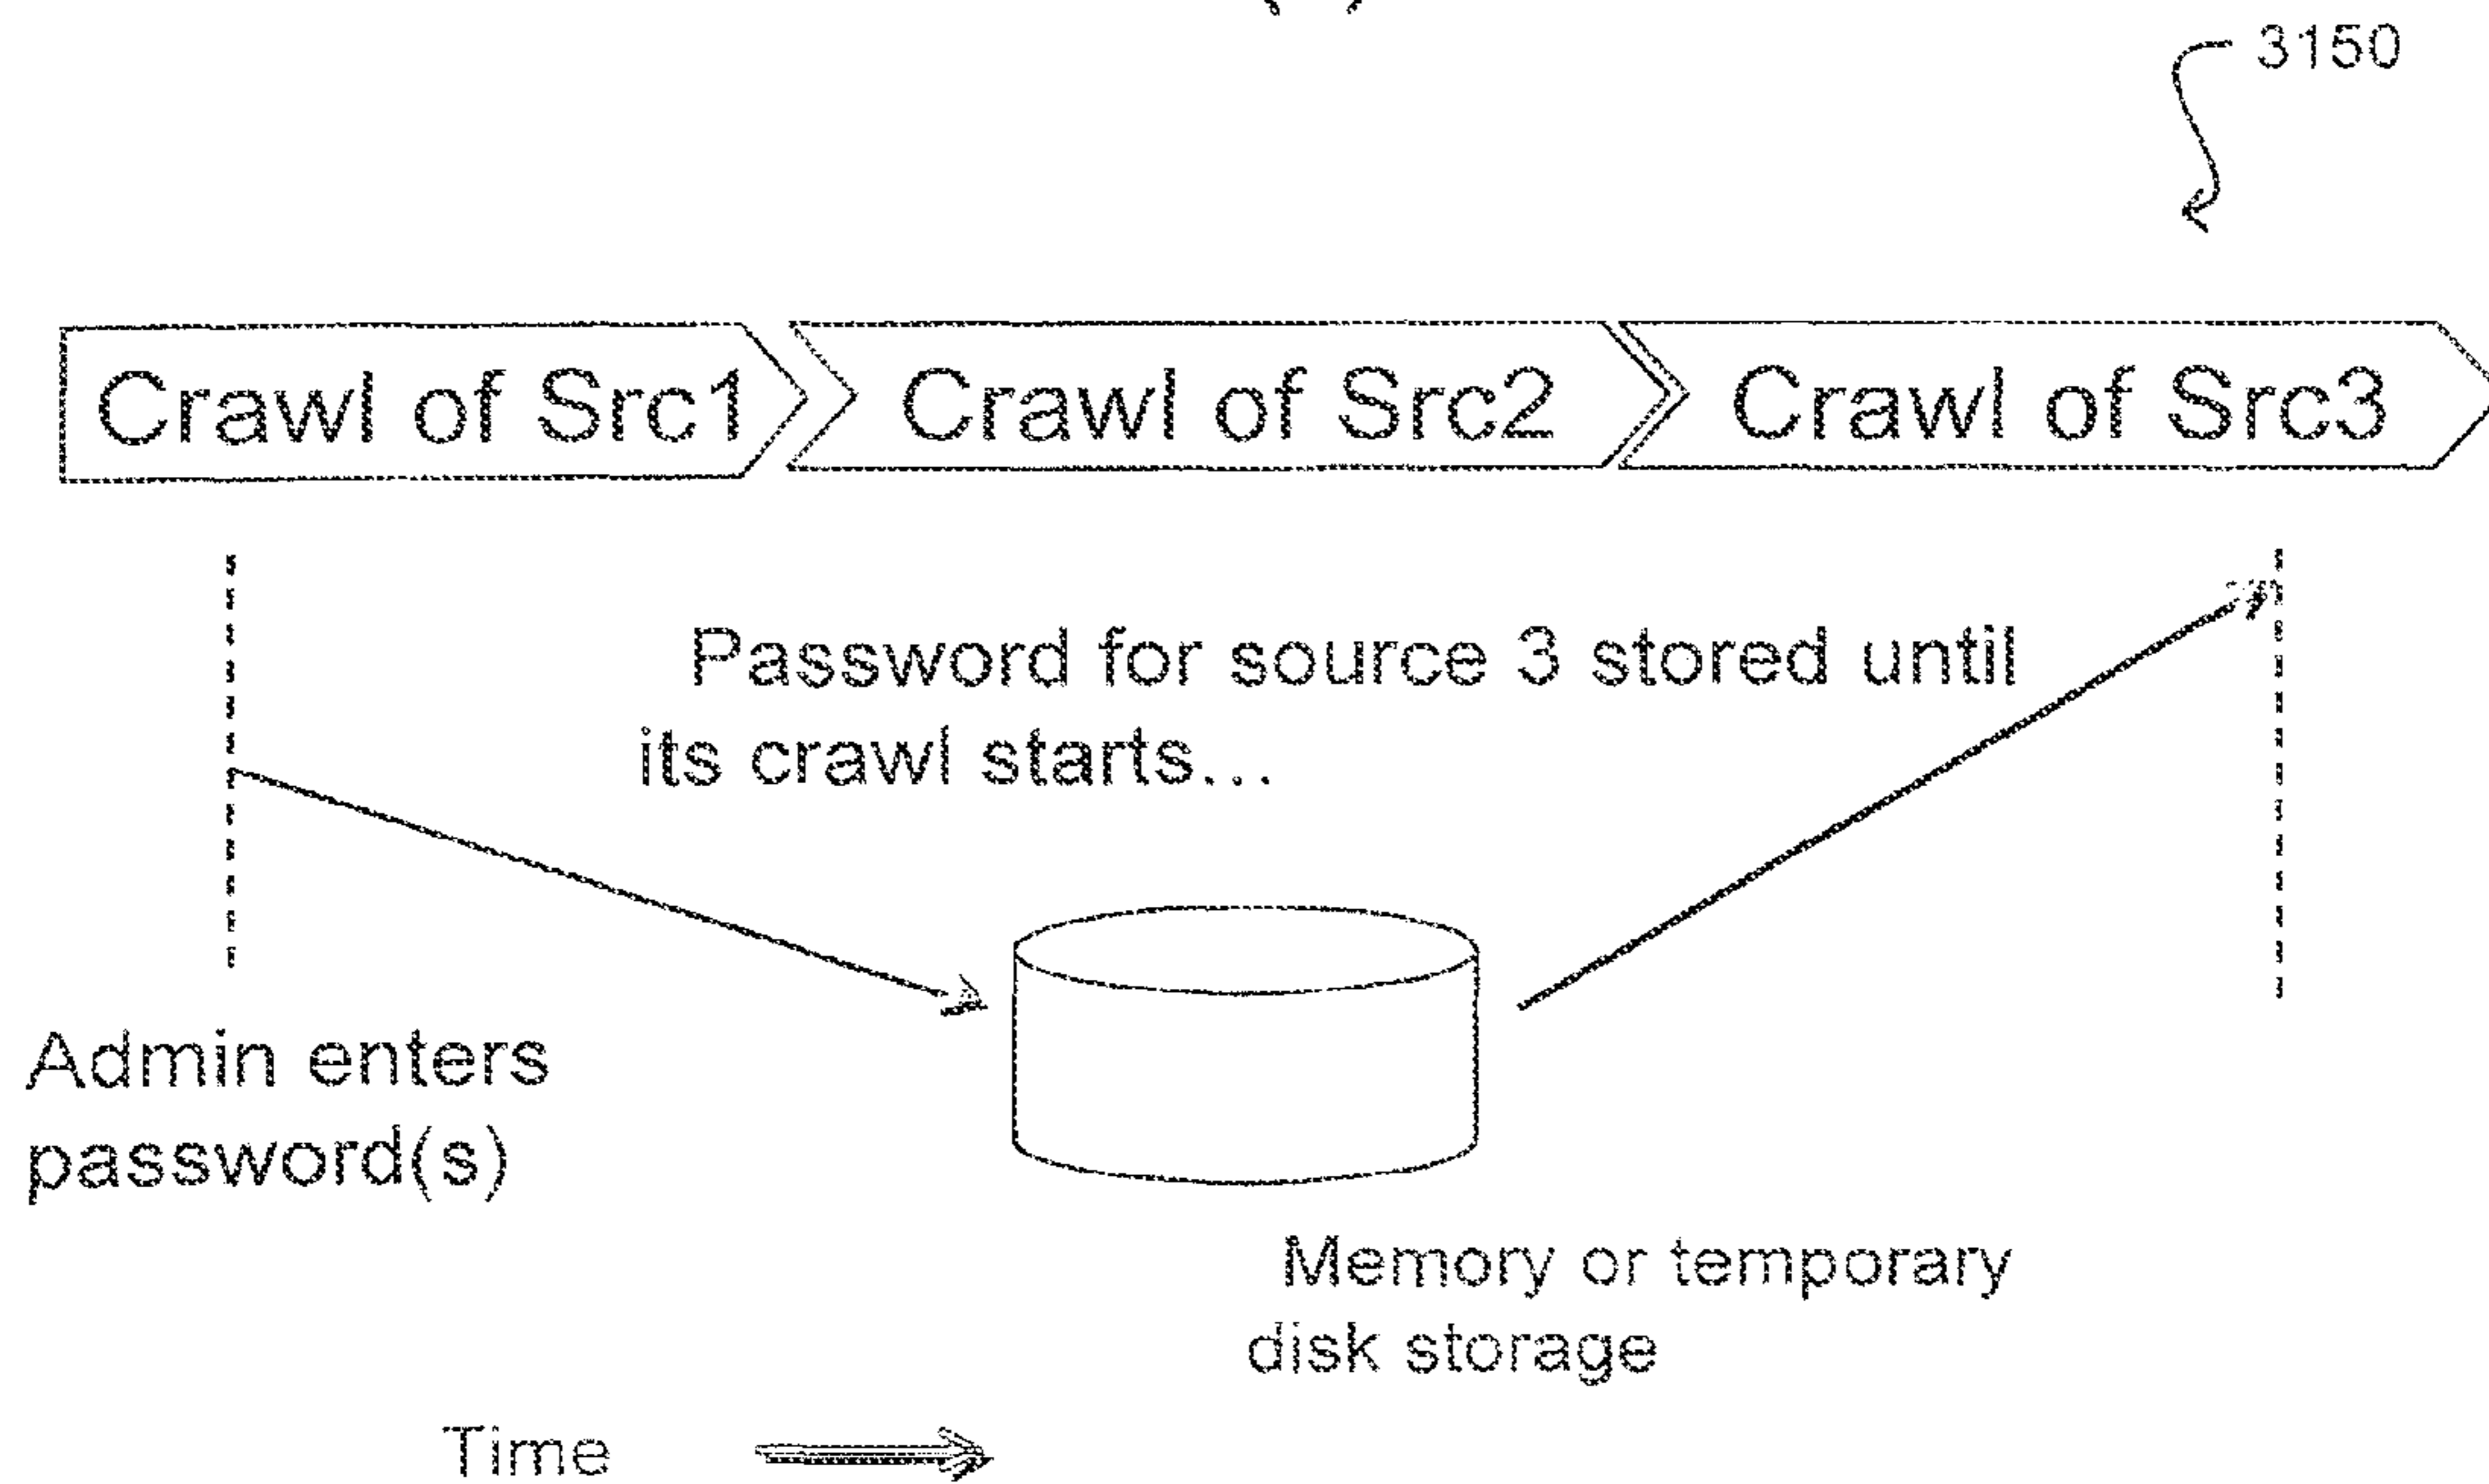 3150
Crawl of Src1
Crawl of Src2
Crawl of Src3
Password for source 3 stored until
its crawl starts...
Admin enters
password(s)
Memory or temporary
disk storage
Time